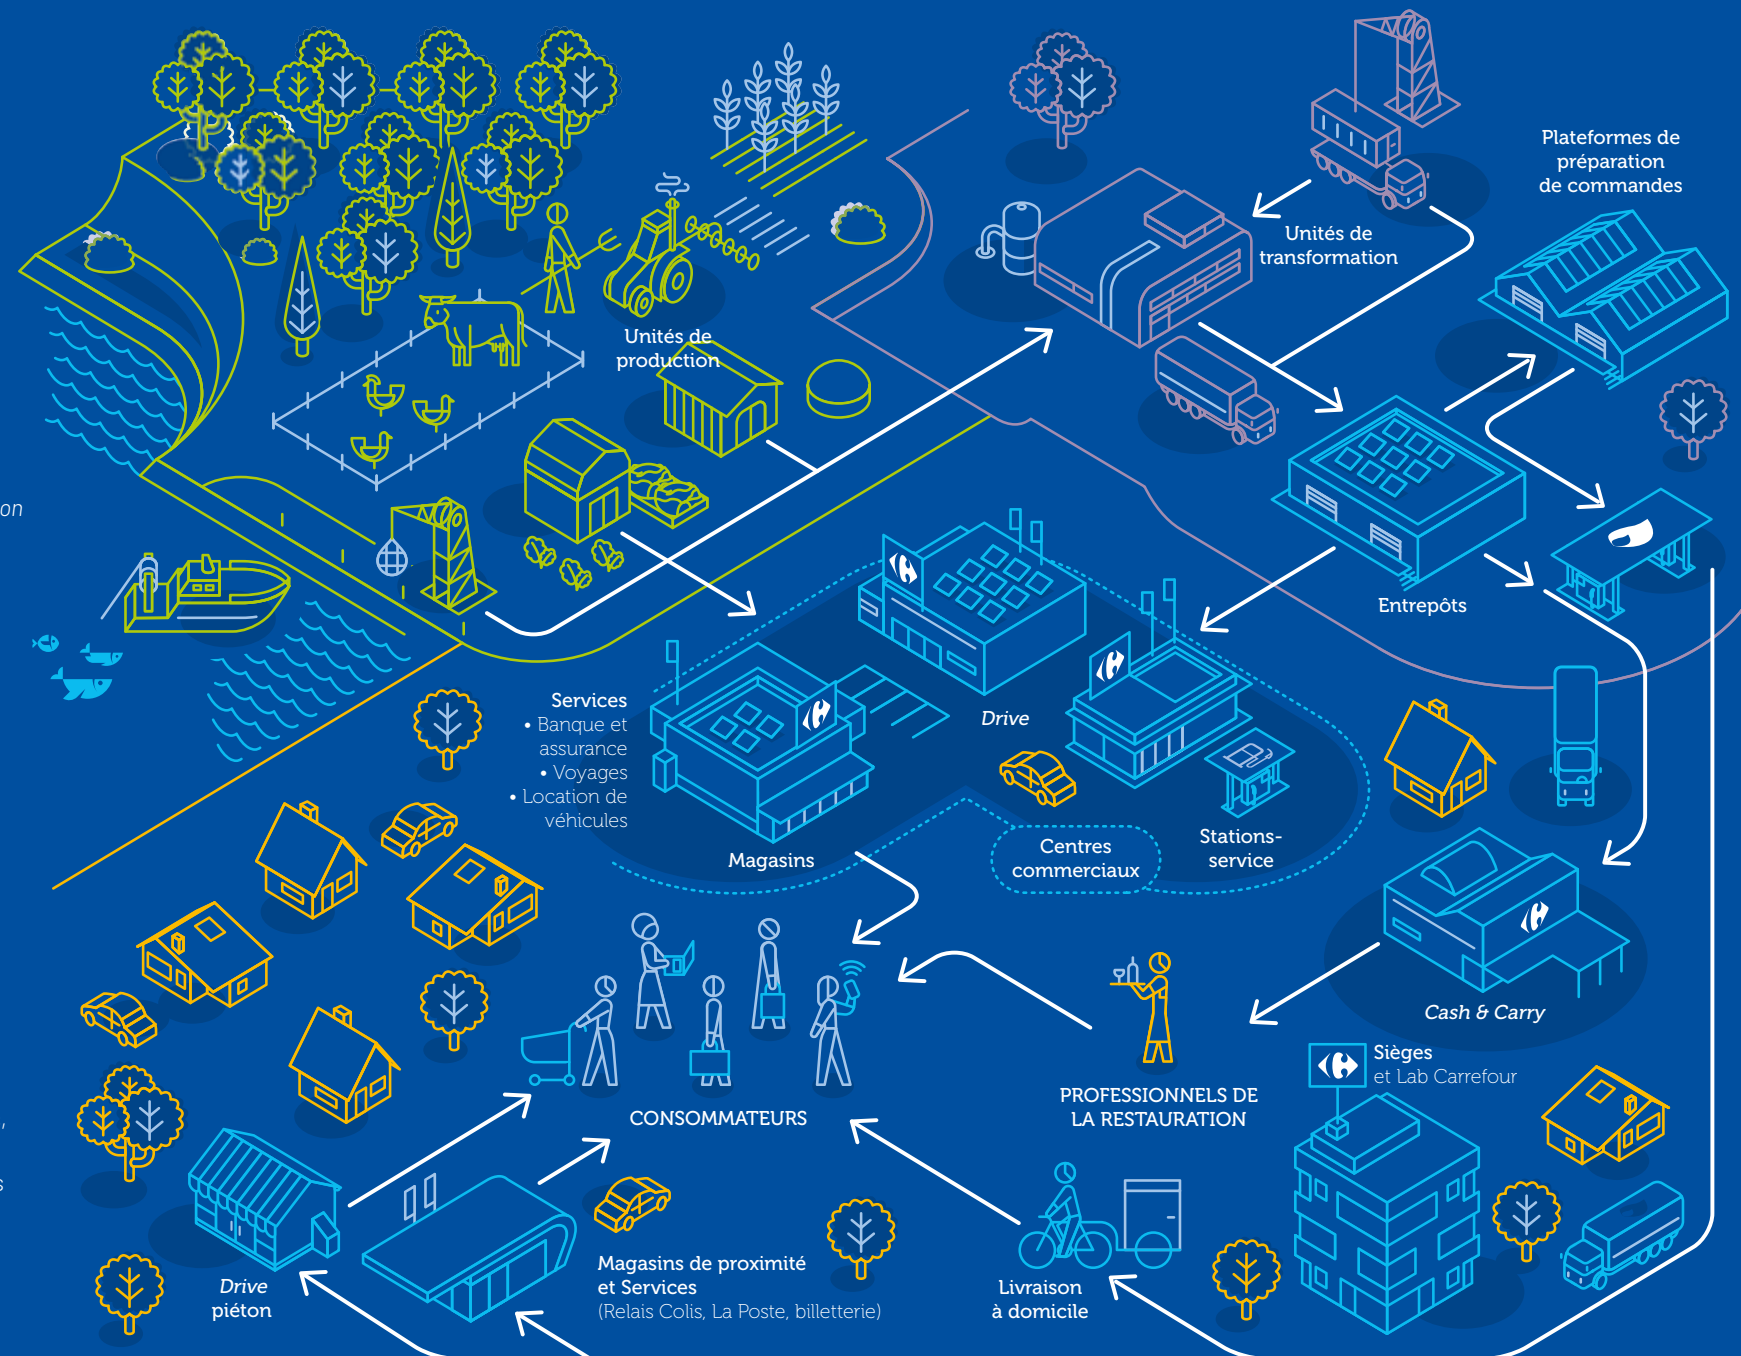 Plateformes de
préparation
de commandes
Unités de
transformation
Unités de
production
on
Entrepôts
Services
• Banque et
assurance
• Voyages
• Location de
véhicules
Drive
Magasins
Centres
commerciaux
Stations-
service
Cash & Carry
Sièges
et Lab Carrefour
PROFESSIONNELS DE
LA RESTAURATION
CONSOMMATEURS
,
s
Magasins de proximité
et Services
(Relais Colis, La Poste, billetterie)
Drive
piéton
Livraison
à domicile